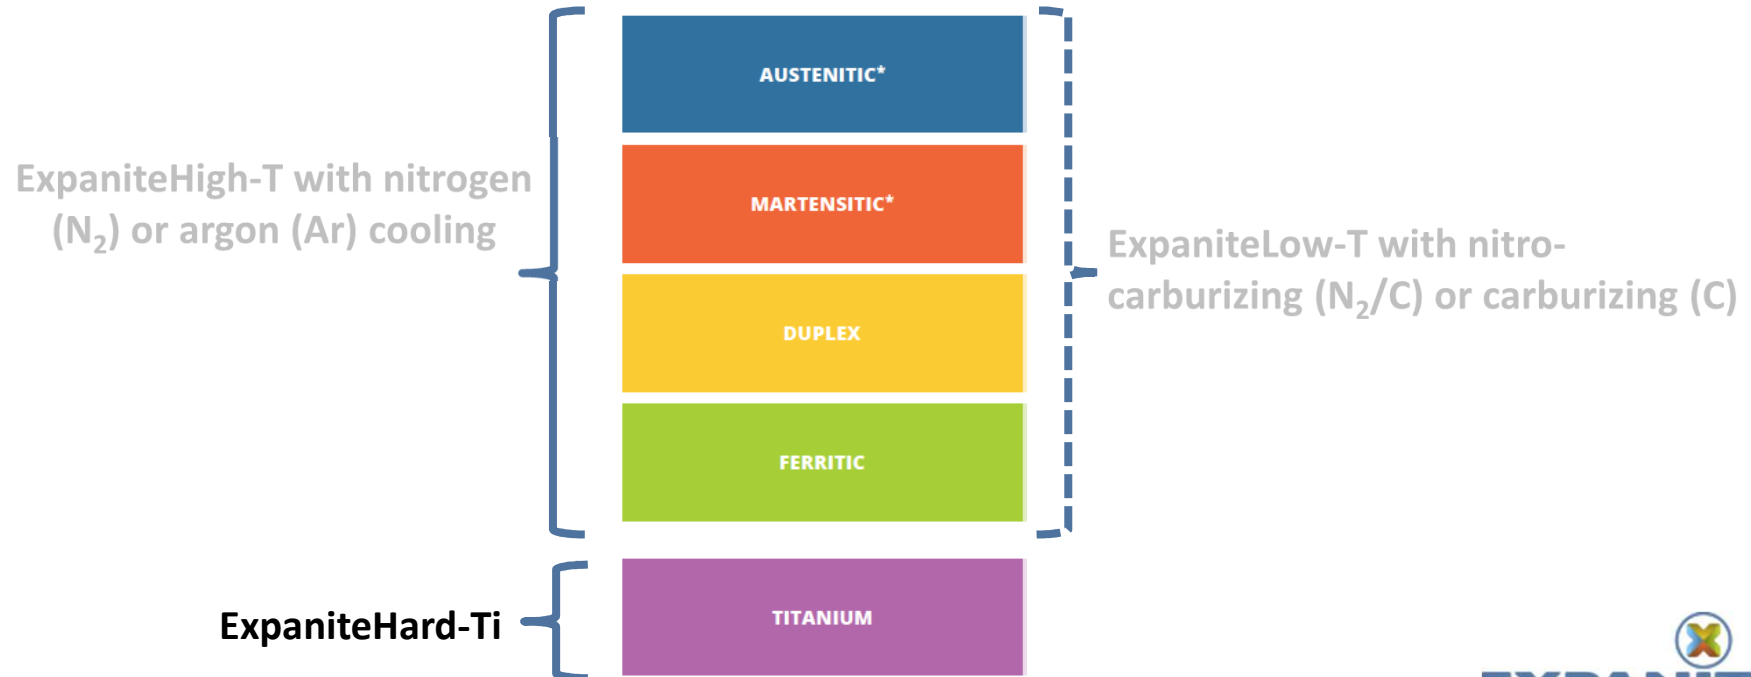 AUSTENITIC*
ExpaniteHigh-T with nitrogen
(N₂) or argon (Ar) cooling
MARTENSITIC*
ExpaniteLow-T with nitro-
carburizing (N₂/C) or carburizing (C)
DUPLEX
FERRITIC
ExpaniteHard-Ti
TITANIUM